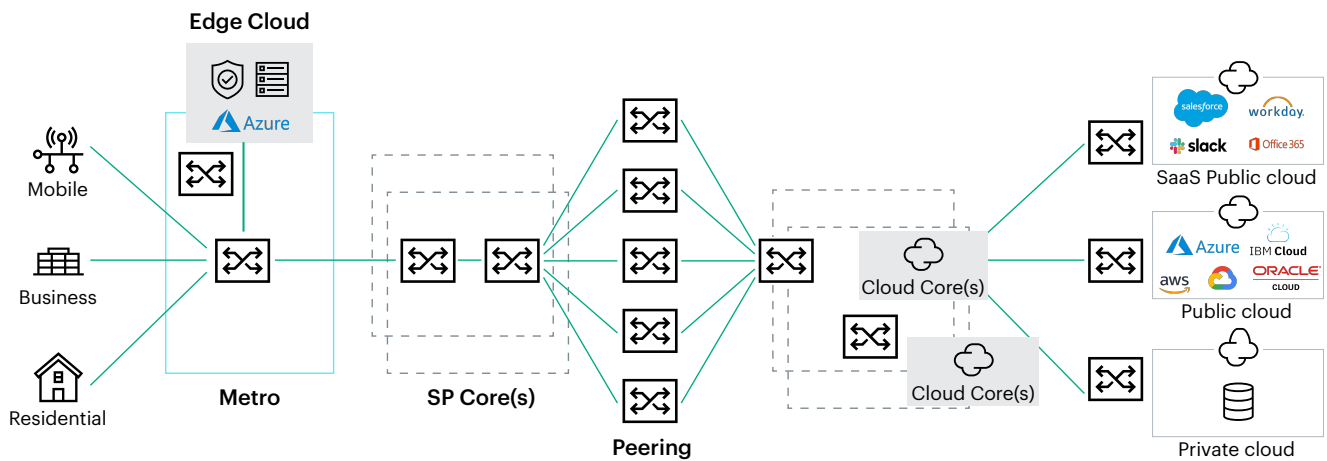 Edge Cloud
Azure
Mobile
Business
Residential
Metro
SP Core(s)
Peering
Cloud Core(s)
Cloud Core(s)
salesforce
workday.
slack
Office 365
SaaS Public cloud
Azure
IBM Cloud
aws
ORACLE
CLOUD
Public cloud
Private cloud